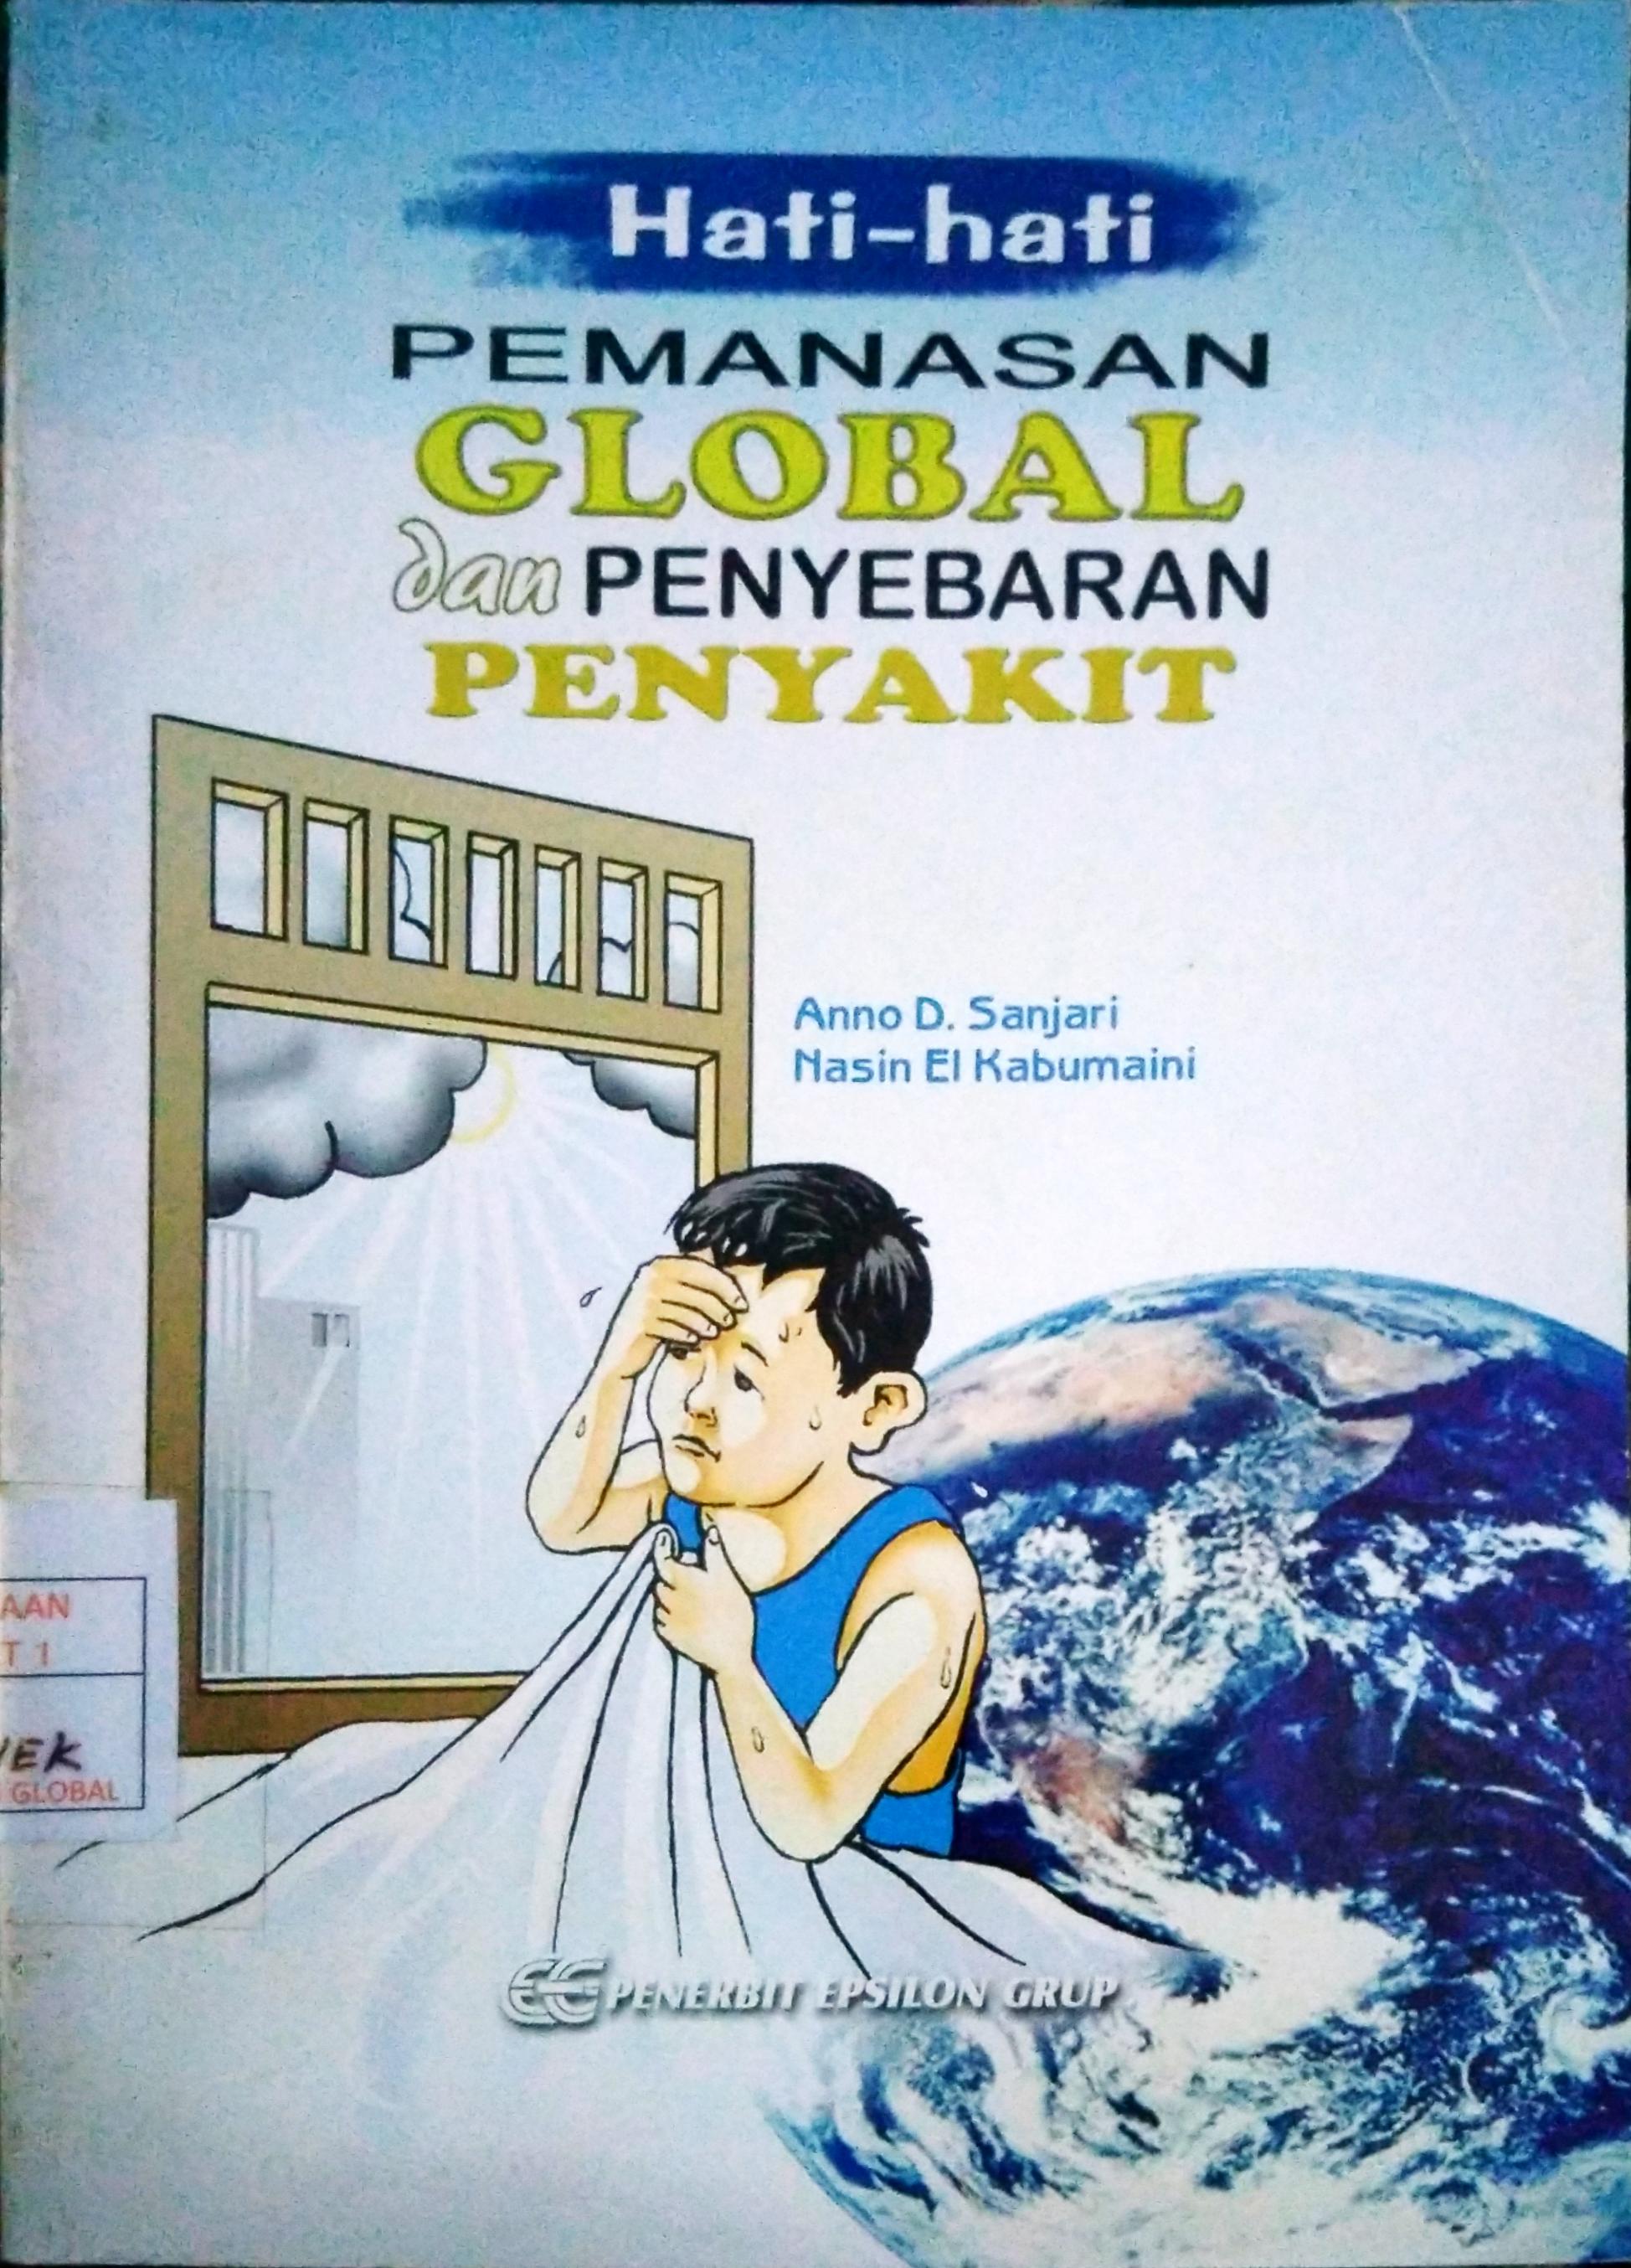 Hati-hati
PEMANASAN
GLOBAL
dan PENYEBARAN
PENYAKIT
Anno D. Sanjari
Nasin El Kabumaini
AAN
T 1
EK
GLOBAL
EG PENERBIT EPSILON GRUP